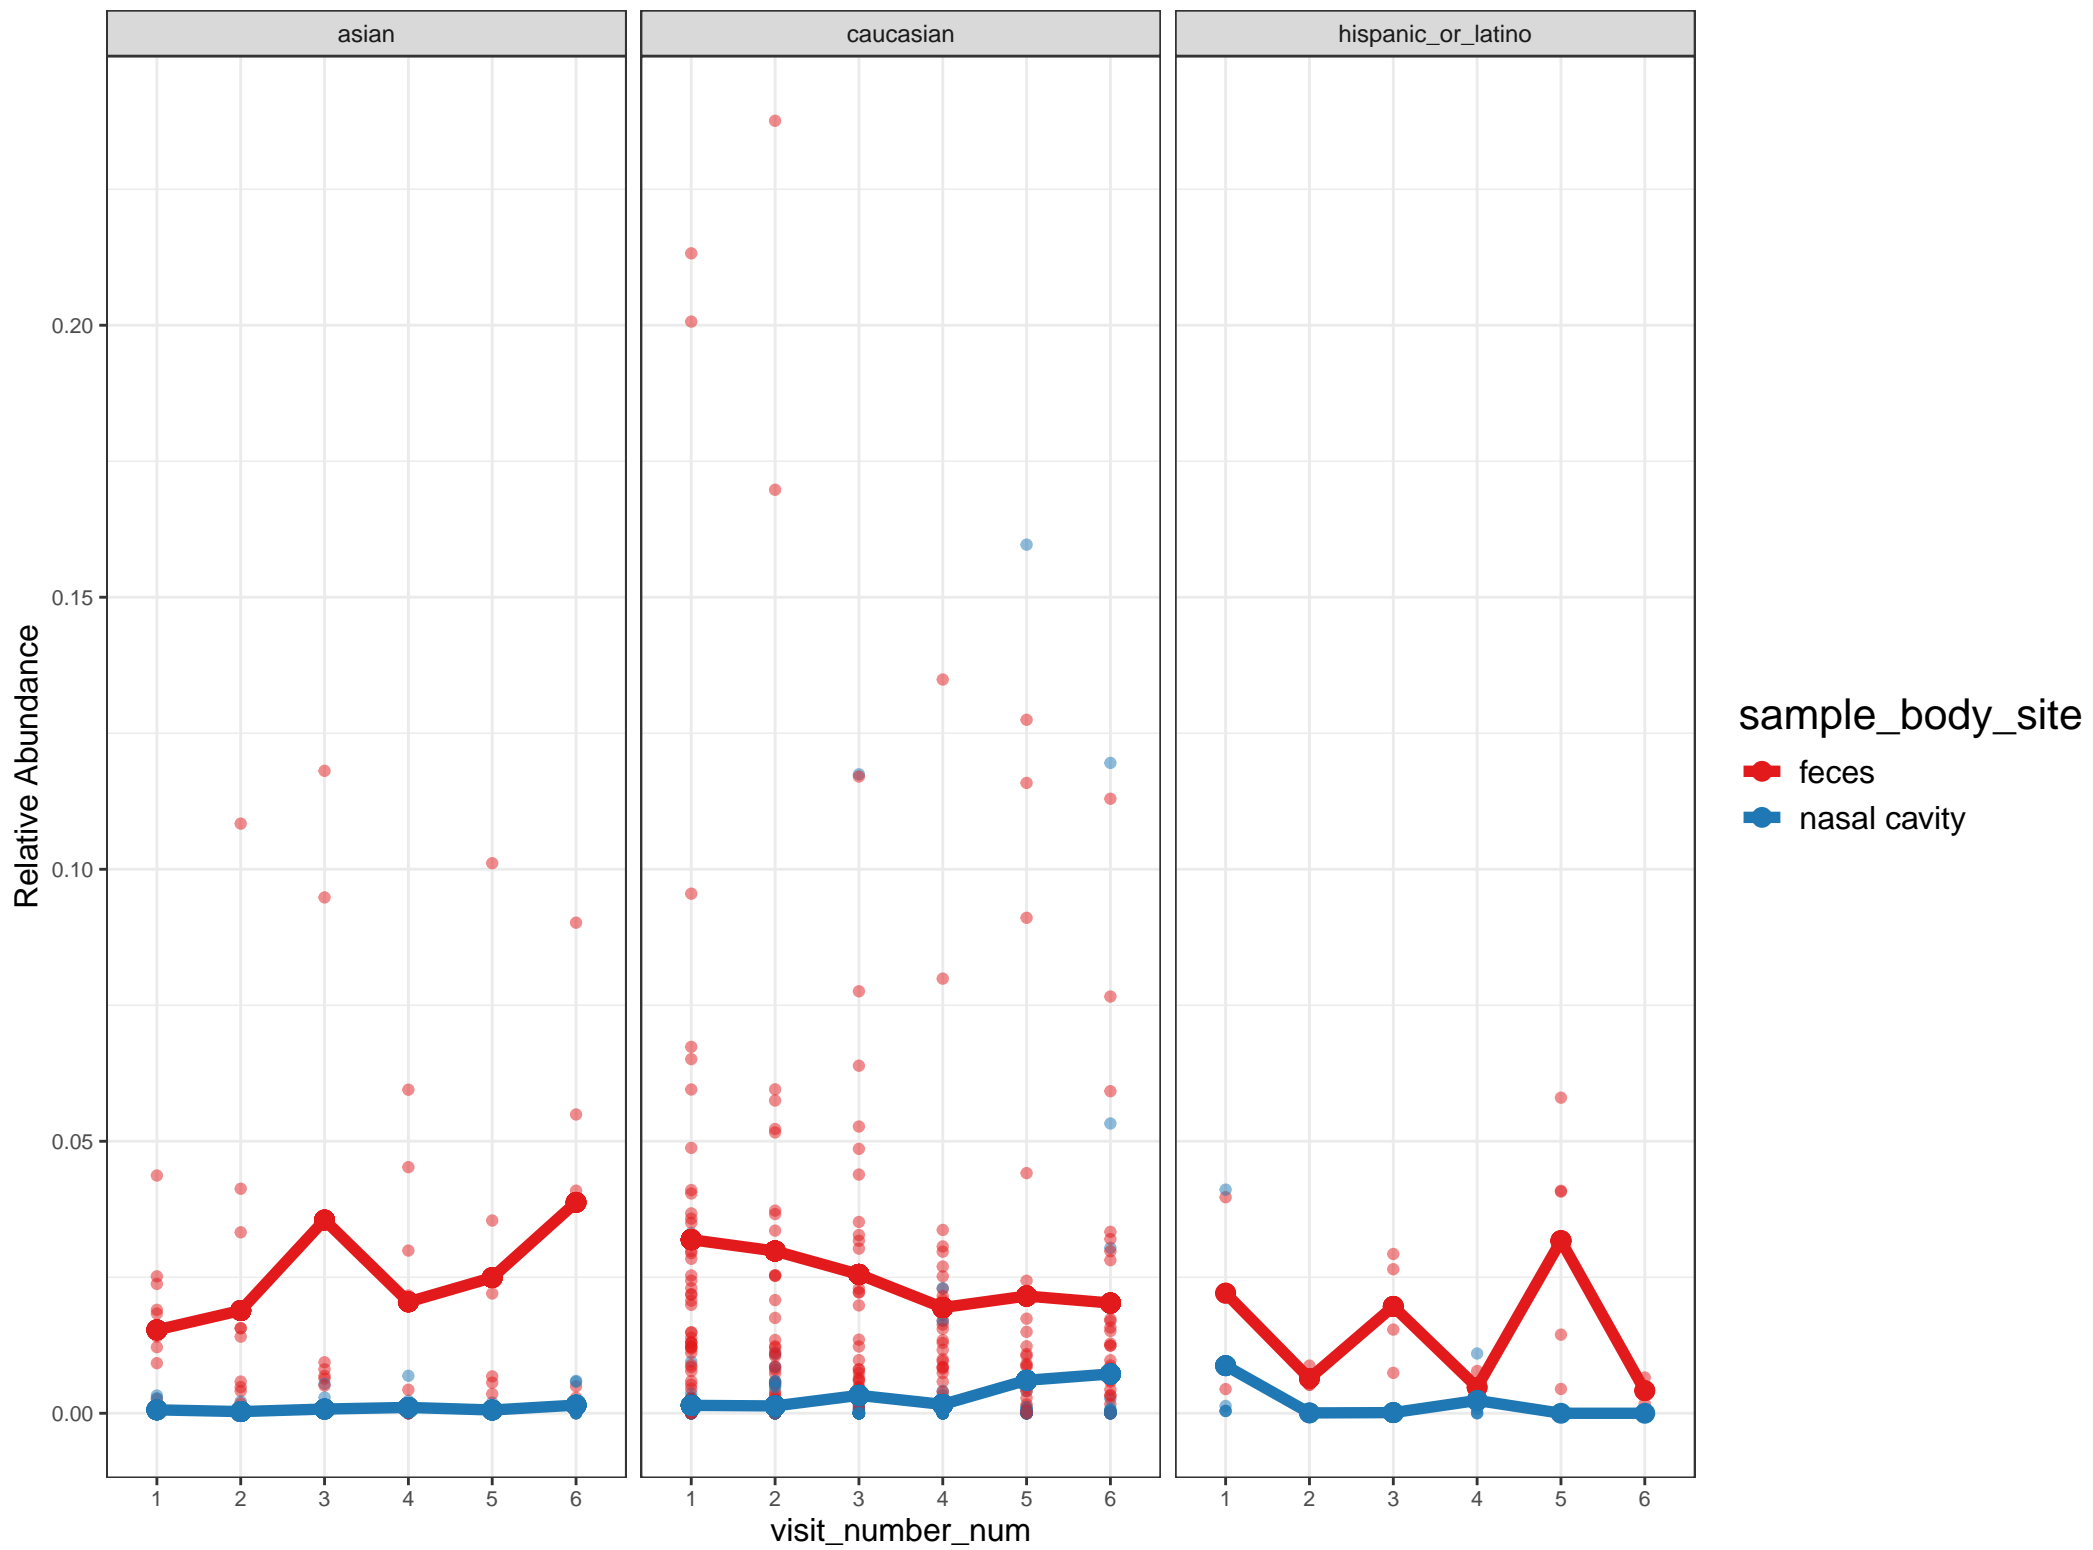 asian caucasian hispanic_or_latino
0.20
0.15
0.10
0.05
0.00
Relative Abundance
1 2 3 4 5 6 1 2 3 4 5 6 1 2 3 4 5 6
visit_number_num
sample_body_site
feces
nasal cavity